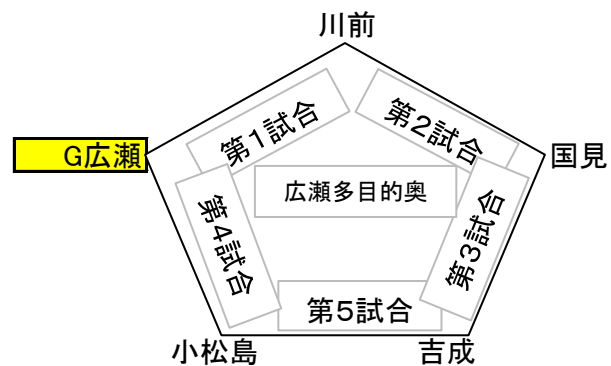 川前
第1試合
第2試合
G広瀬
国見
広瀬多目的奥
第4試合
第3試合
第5試合
小松島
吉成